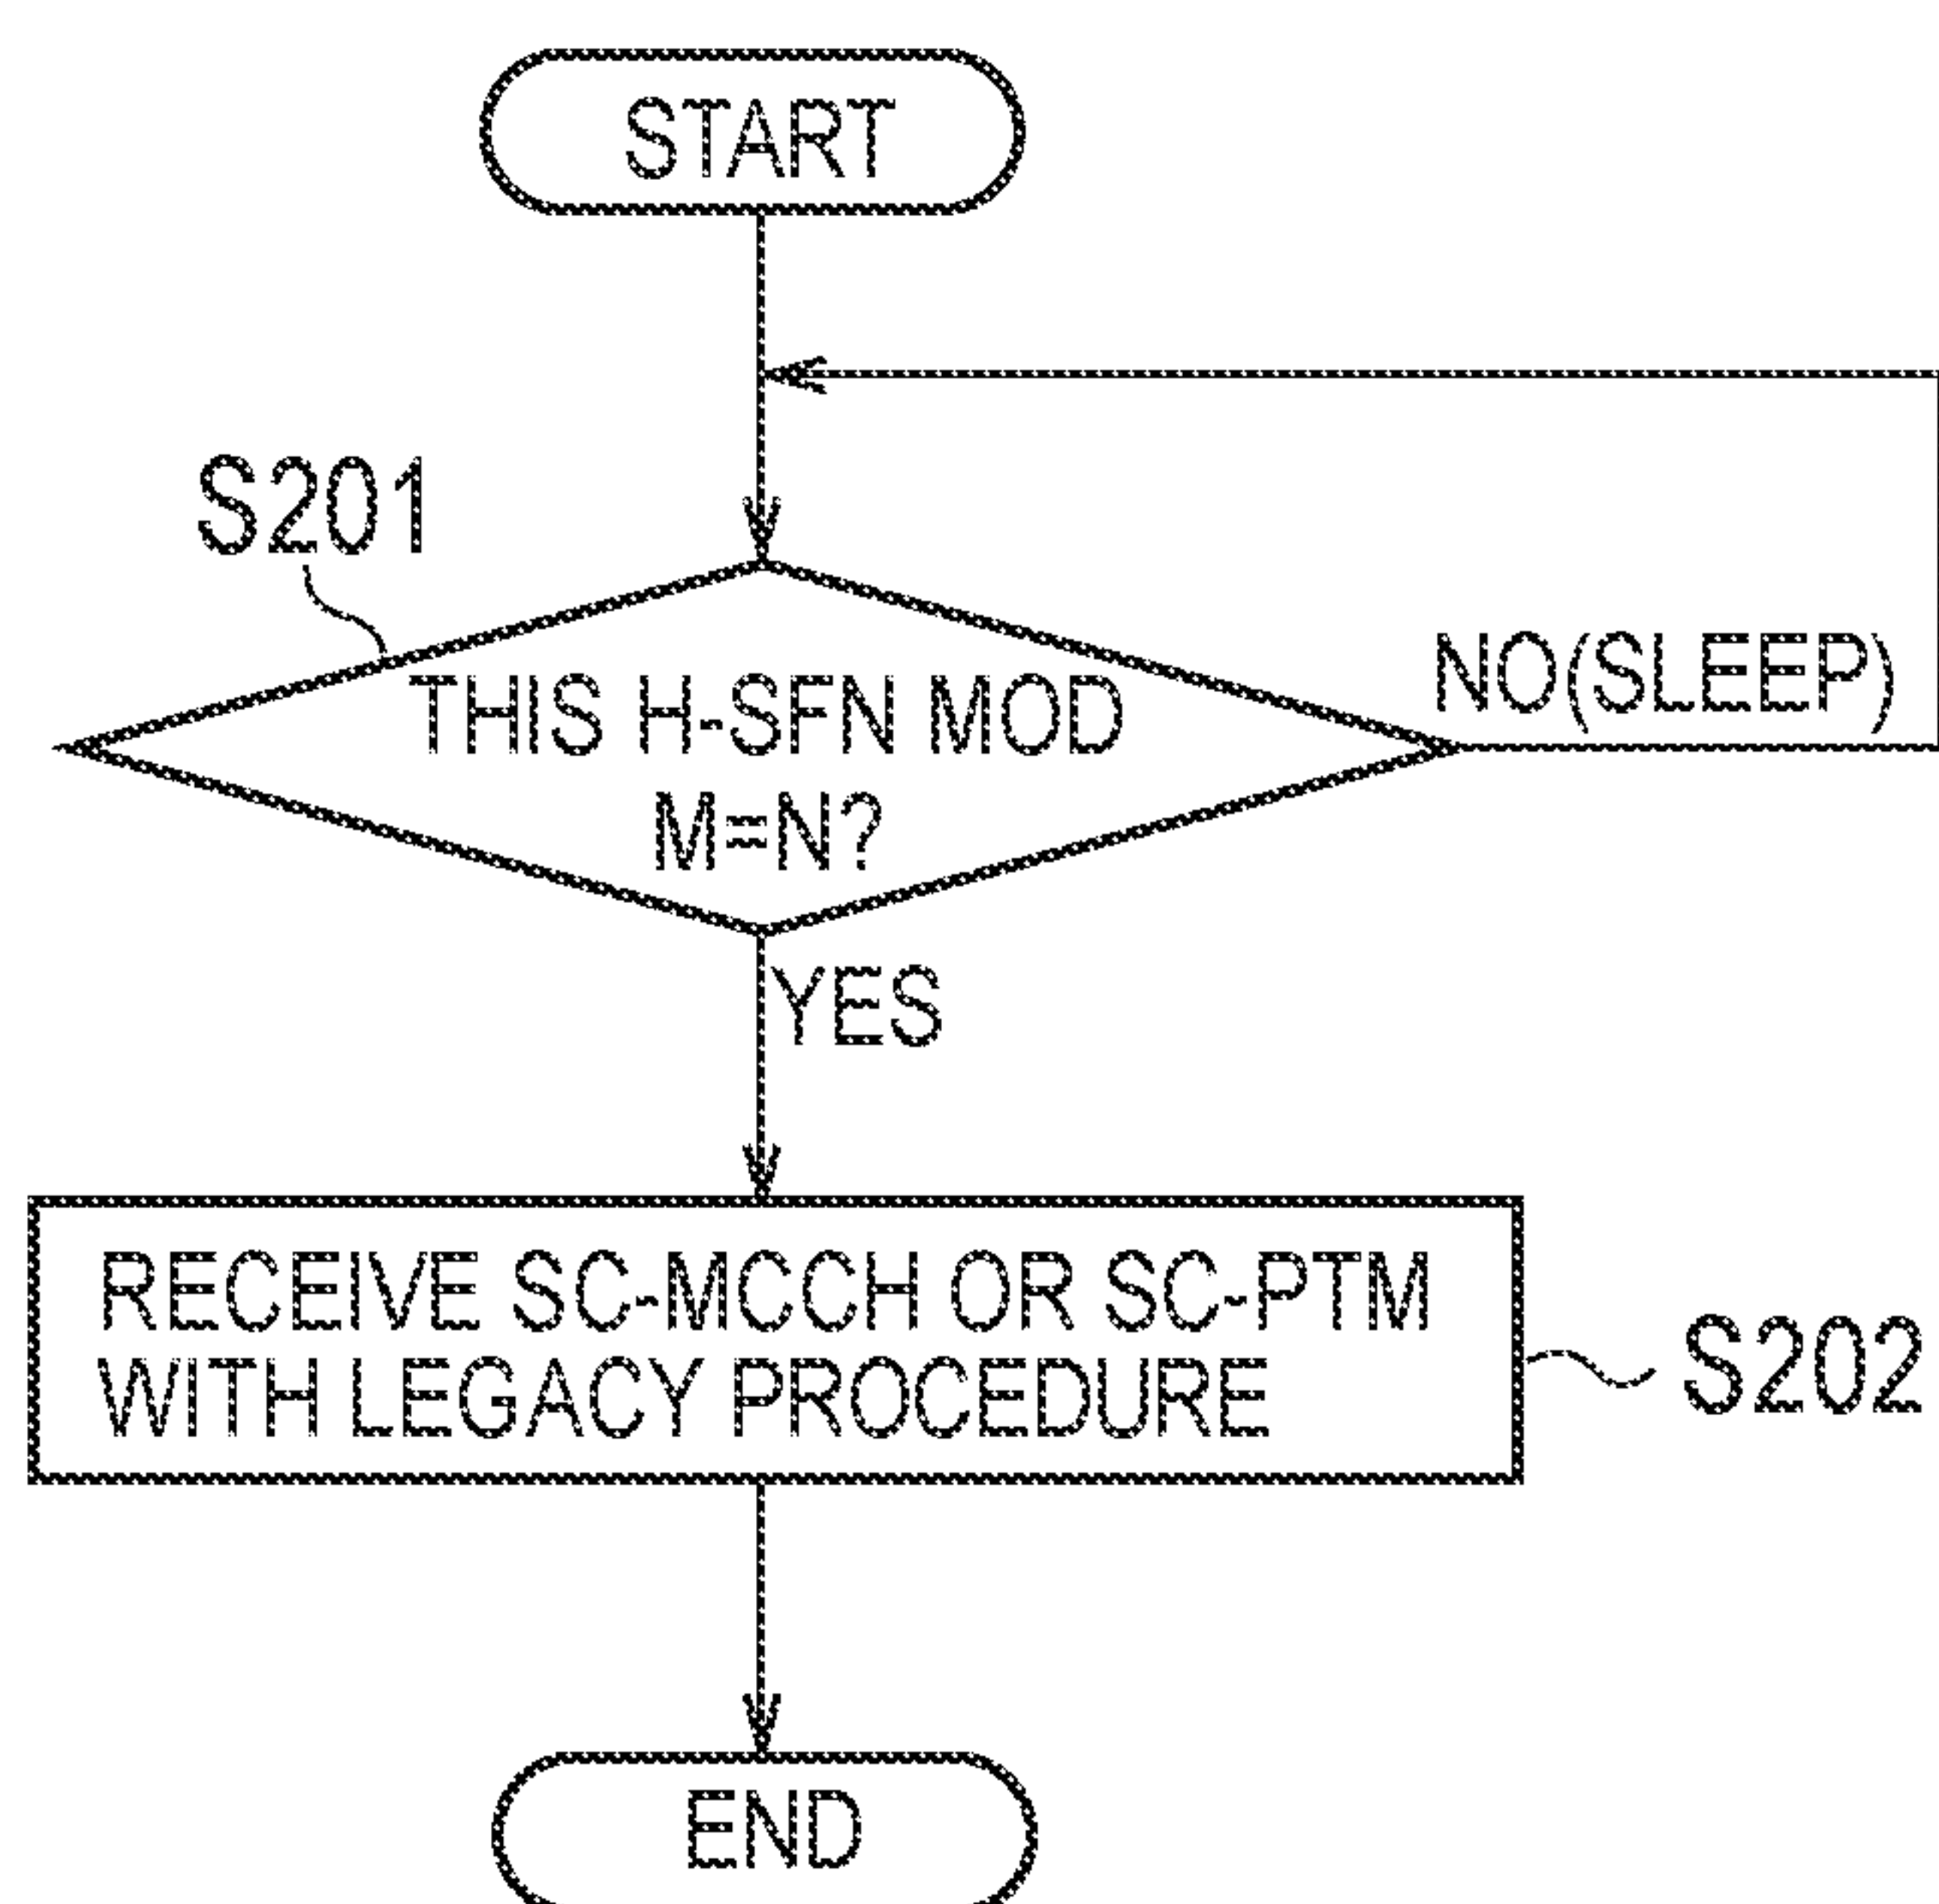 START
S201
THIS H-SFN MOD
M=N?
NO(SLEEP)
YES
RECEIVE SC-MCCH OR SC-PTM
WITH LEGACY PROCEDURE
S202
END